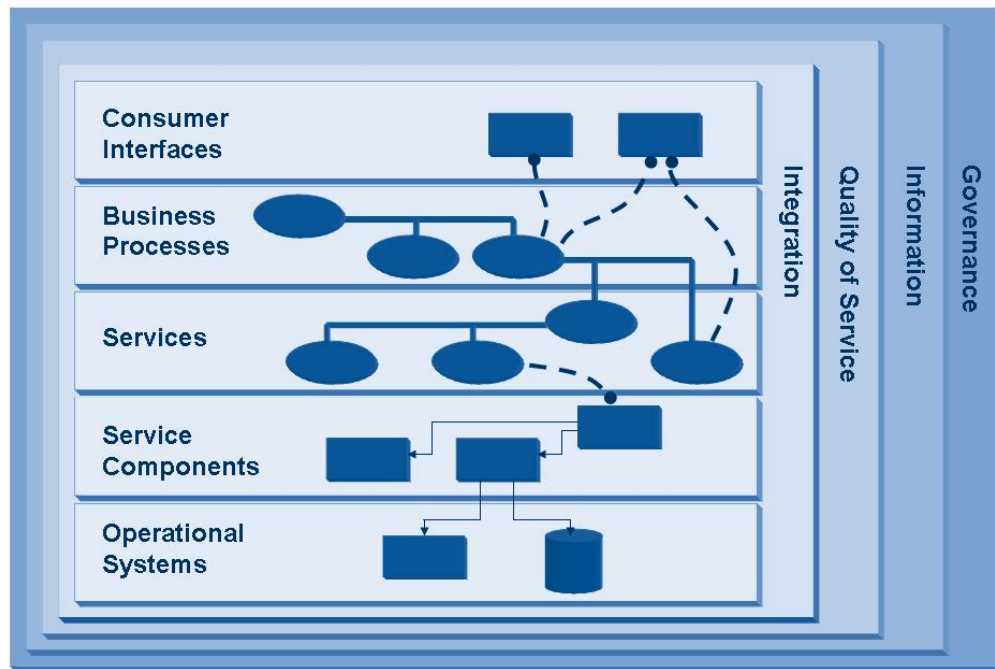 Consumer
Interfaces
Business
Processes
Services
Service
Components
Operational
Systems
Integration
Quality of Service
Information
Governance